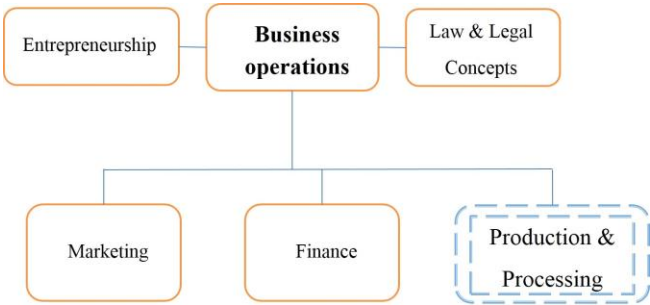 Entrepreneurship
Business
operations
Law & Legal
Concepts
Marketing
Finance
Production &
Processing